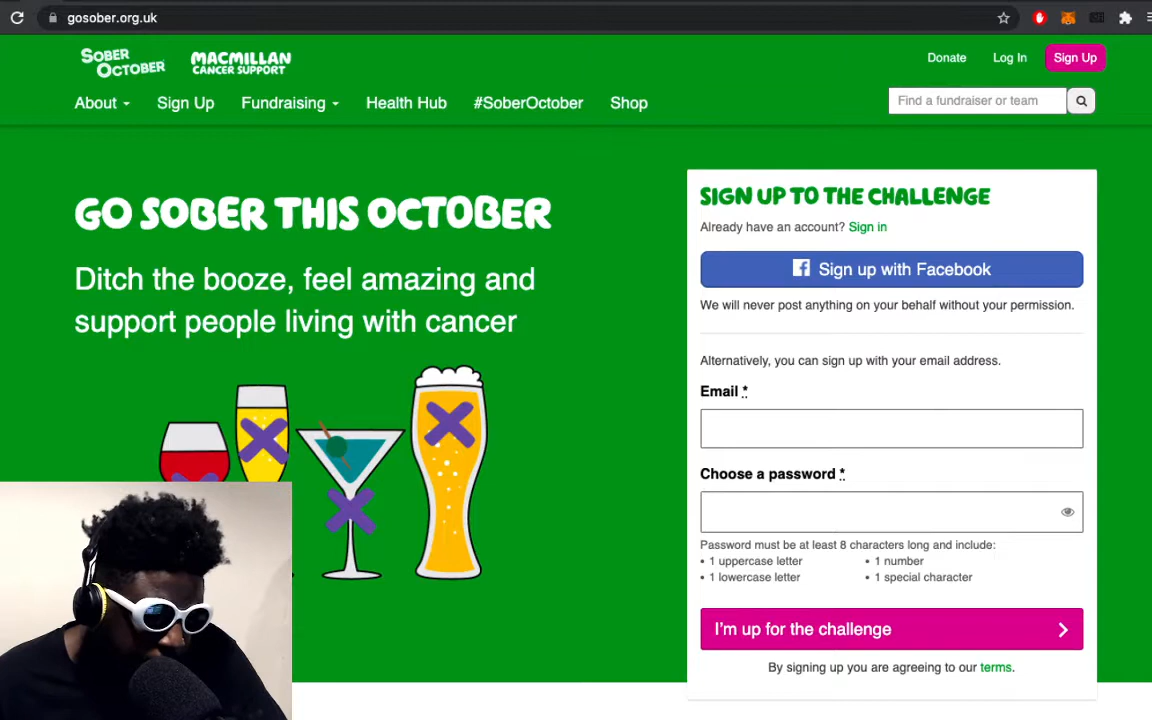 gosober.org.uk
SOBER OCTOBER
MACMILLAN
CANCER SUPPORT
Donate
Log In
Sign Up
About
Sign Up
Fundraising
Health Hub
#SoberOctober
Shop
Find a fundraiser or team
GO SOBER THIS OCTOBER
Ditch the booze, feel amazing and
support people living with cancer
SIGN UP TO THE CHALLENGE
Already have an account? Sign in
Sign up with Facebook
We will never post anything on your behalf without your permission.
Alternatively, you can sign up with your email address.
Email *
Choose a password *
Password must be at least 8 characters long and include:
• 1 uppercase letter
• 1 number
• 1 lowercase letter
• 1 special character
I'm up for the challenge
By signing up you are agreeing to our terms.